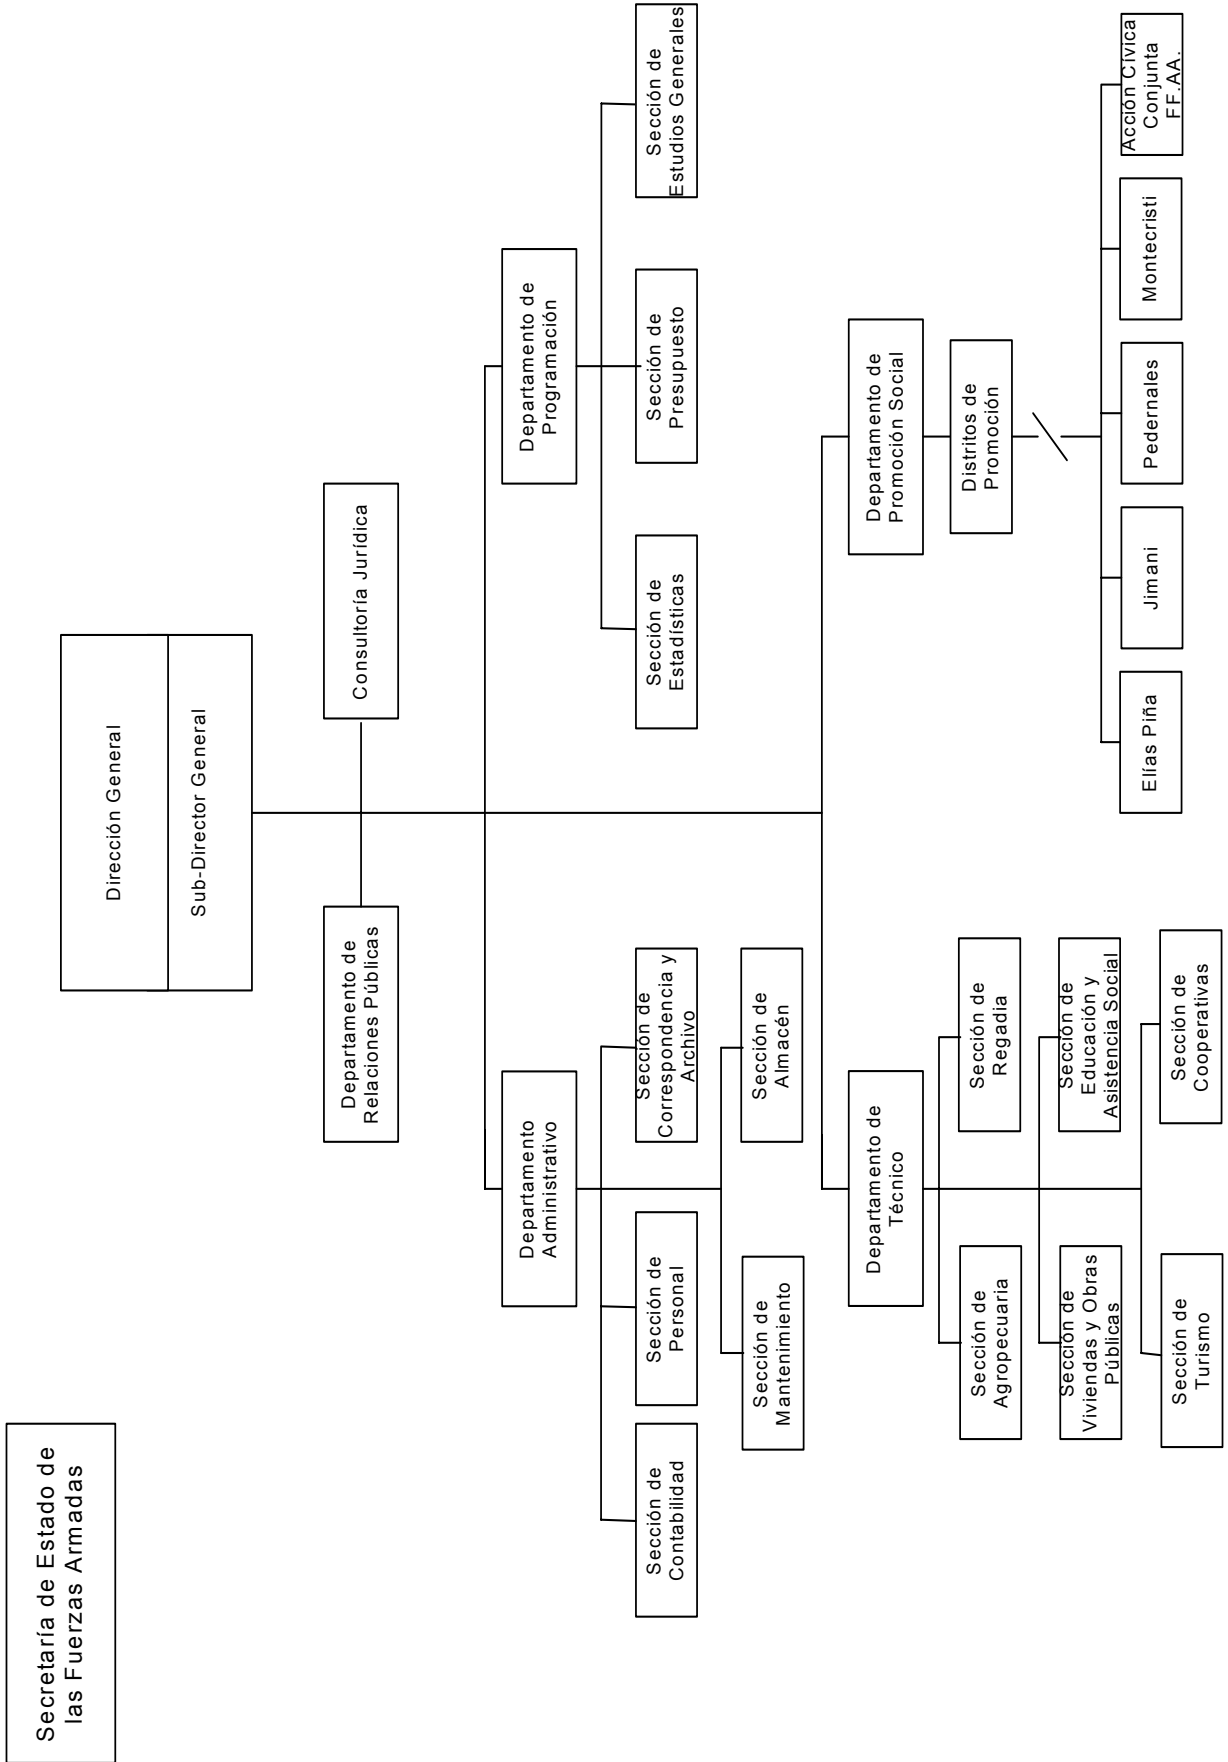 Secretaría de Estado de
las Fuerzas Armadas
Dirección General
Sub-Director General
Departamento de
Relaciones Públicas
Consultoría Jurídica
Departamento
Administrativo
Departamento de
Programación
Sección de
Contabilidad
Sección de
Personal
Sección de
Correspondencia y
Archivo
Sección de
Estadísticas
Sección de
Presupuesto
Sección de
Estudios Generales
Sección de
Mantenimiento
Sección de
Almacén
Departamento de
Técnico
Departamento de
Promoción Social
Sección de
Agropecuaria
Sección de
Regadia
Distritos de
Promoción
Sección de
Viviendas y Obras
Públicas
Sección de
Educación y
Asistencia Social
Elías Piña
Jimani
Pedernales
Montecristi
Acción Cívica
Conjunta
FF.AA.
Sección de
Turismo
Sección de
Cooperativas